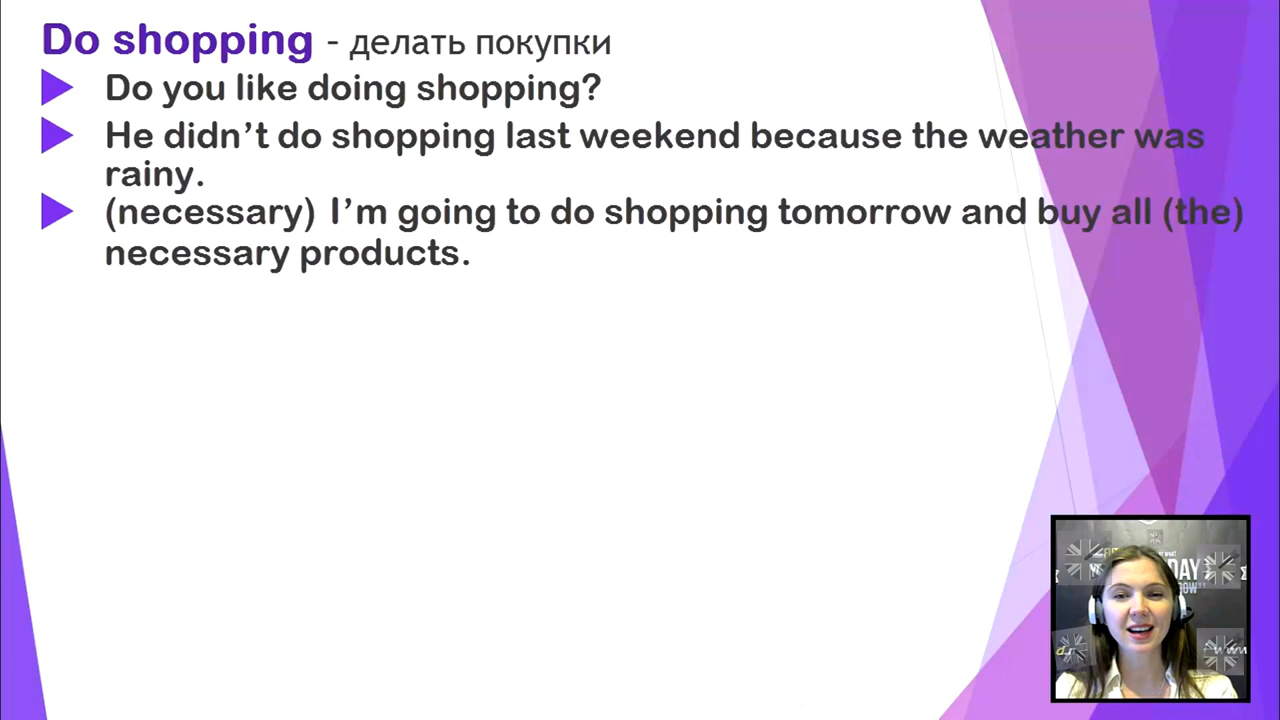 Do shopping - делать покупки
Do you like doing shopping?
He didn't do shopping last weekend because the weather was
rainy.
(necessary) I'm going to do shopping tomorrow and buy all (the)
necessary products.
DAY